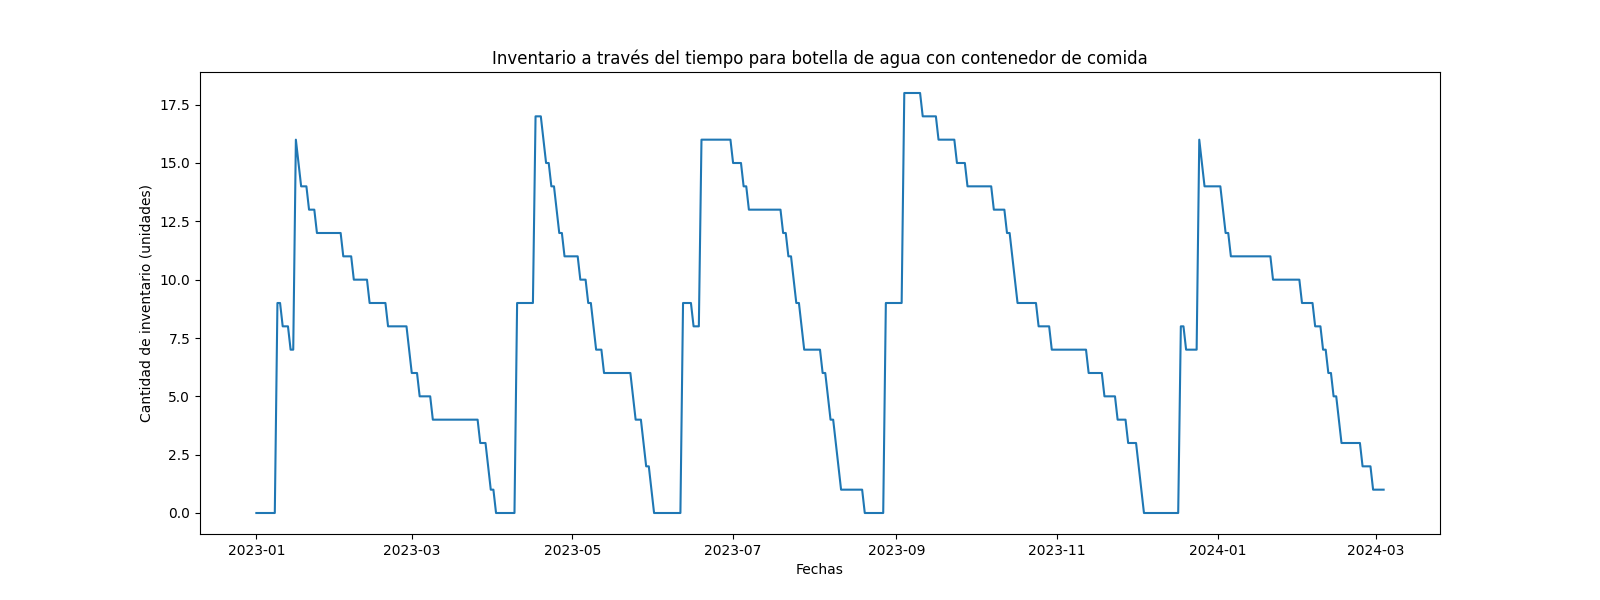 Inventario a través del tiempo para botella de agua con contenedor de comida
Cantidad de inventario (unidades)
17.5
15.0
12.5
10.0
7.5
5.0
2.5
0.0
2023-01 2023-03 2023-05 2023-07 2023-09 2023-11 2024-01 2024-03
Fechas